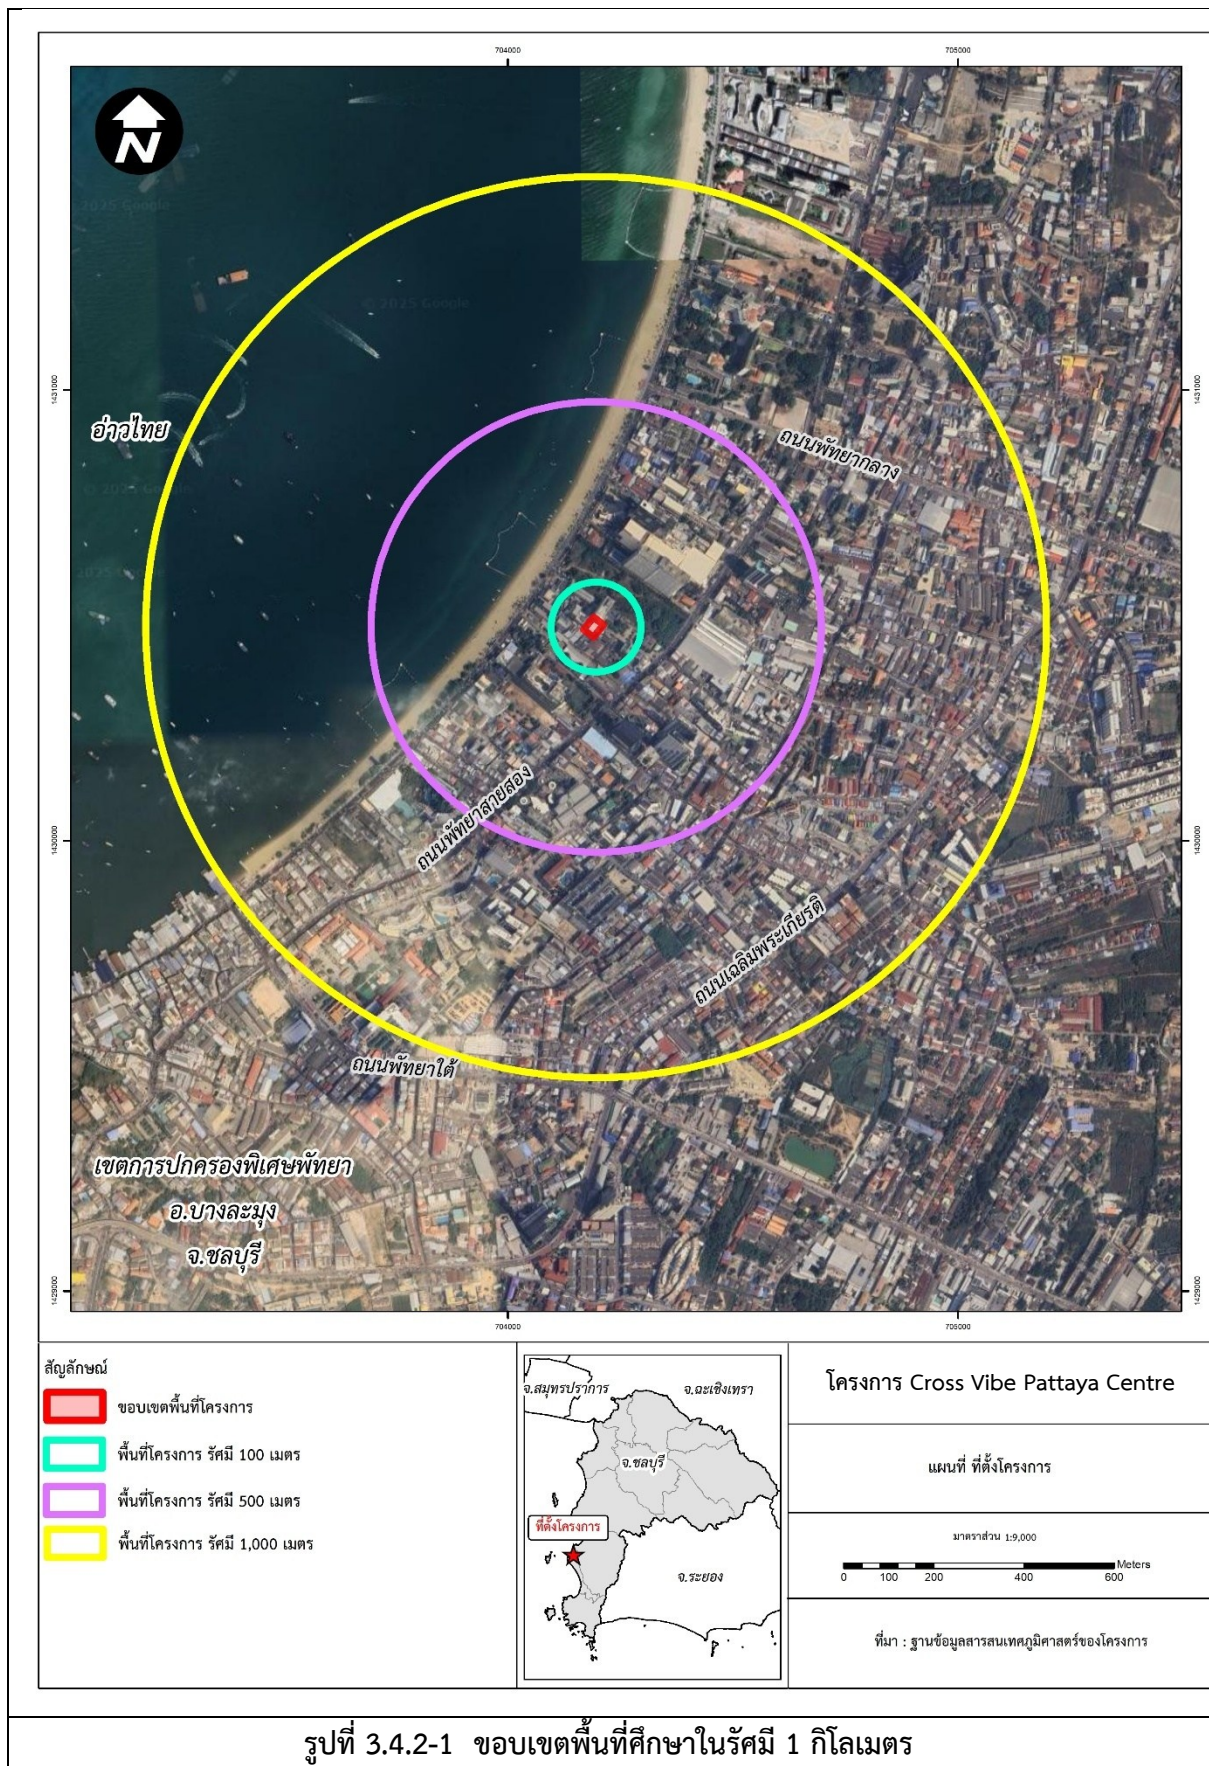 704000
705000
N
2025 Google
© 2025 Google
1431000
1431000
อ่าวไทย
ถนนพัทยากลาง
© 2025 Google
2025 Google
ถนนพัทยาสายสอง
1430000
1430000
ถนนเฉลิมพระเกียรติ
ถนนพัทยาใต้
เขตการปกครองพิเศษพัทยา
อ.บางละมุง
จ.ชลบุรี
1429000
1429000
704000
705000
สัญลักษณ์
ขอบเขตพื้นที่โครงการ
พื้นที่โครงการ รัศมี 100 เมตร
พื้นที่โครงการ รัศมี 500 เมตร
พื้นที่โครงการ รัศมี 1,000 เมตร
จ.สมุทรปราการ
จ.ฉะเชิงเทรา
จ.ชลบุรี
ที่ตั้งโครงการ
จ.ระยอง
โครงการ Cross Vibe Pattaya Centre
แผนที่ ที่ตั้งโครงการ
มาตราส่วน 1:9,000
Meters
0 100 200 400 600
ที่มา : ฐานข้อมูลสารสนเทศภูมิศาสตร์ของโครงการ
รูปที่ 3.4.2-1 ขอบเขตพื้นที่ศึกษาในรัศมี 1 กิโลเมตร